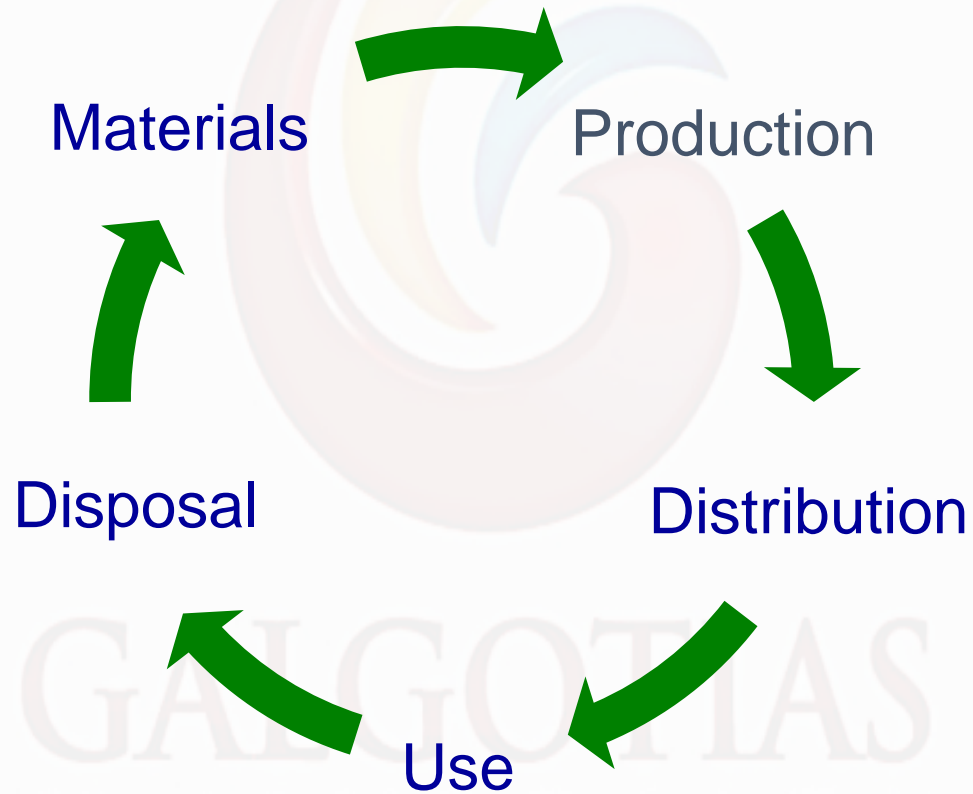 Materials
Production
Disposal
Distribution
GALGOTIAS
Use